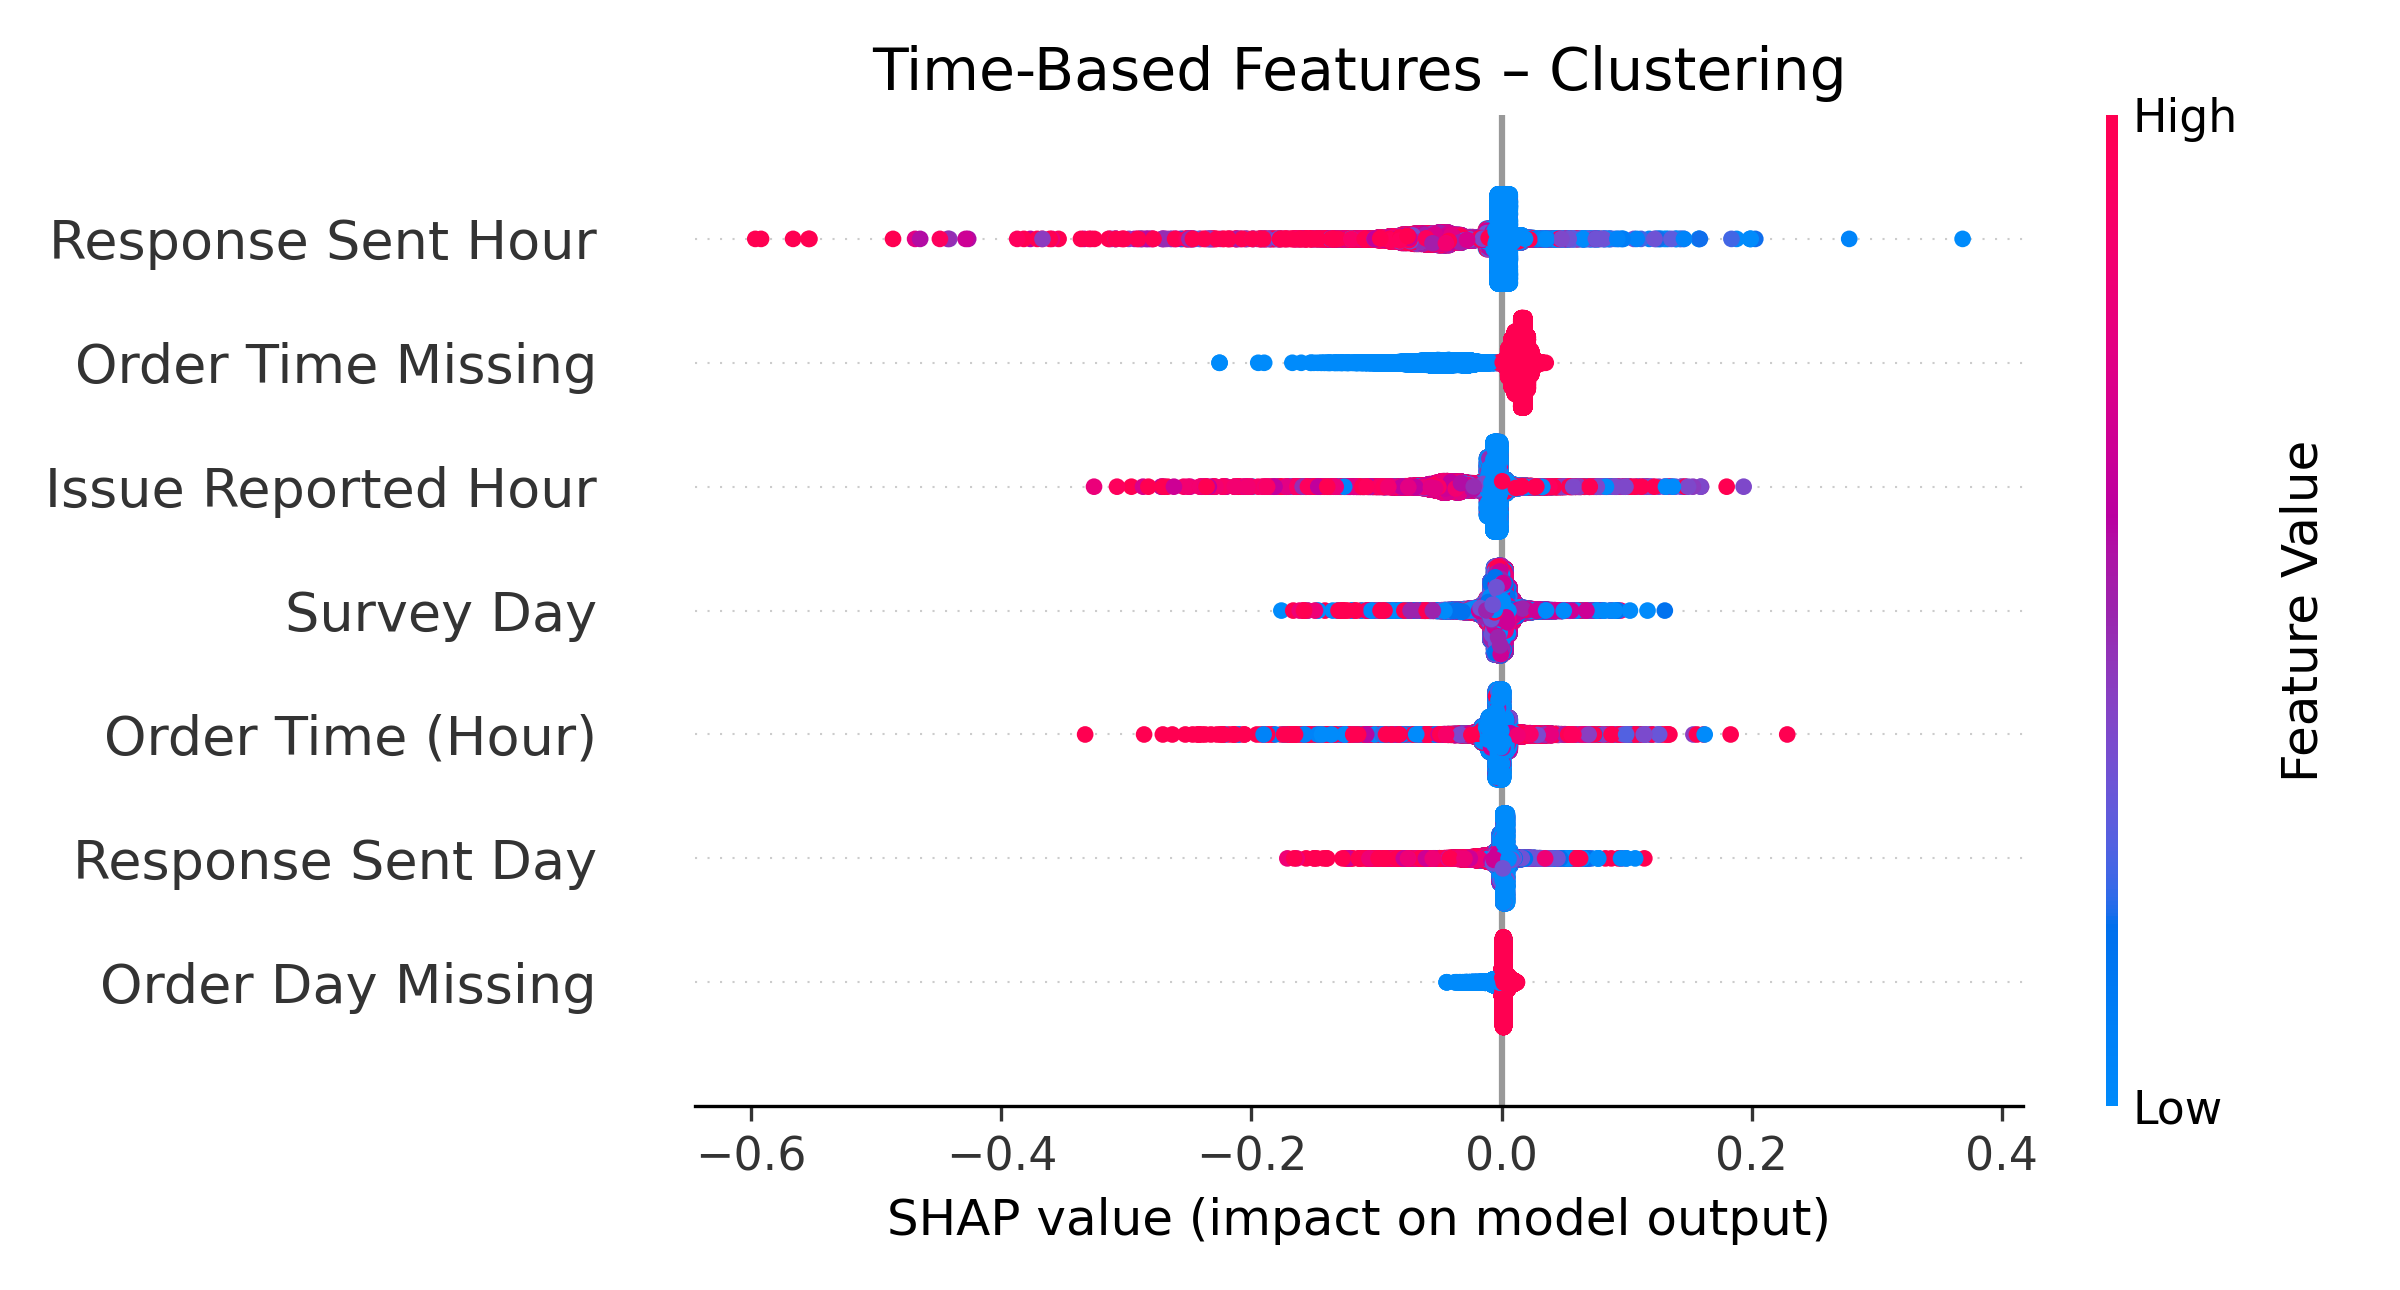 Time-Based Features – Clustering
High
Response Sent Hour
Order Time Missing
Issue Reported Hour
Survey Day
Order Time (Hour)
Response Sent Day
Order Day Missing
Feature Value
Low
−0.6 −0.4 −0.2 0.0 0.2 0.4
SHAP value (impact on model output)